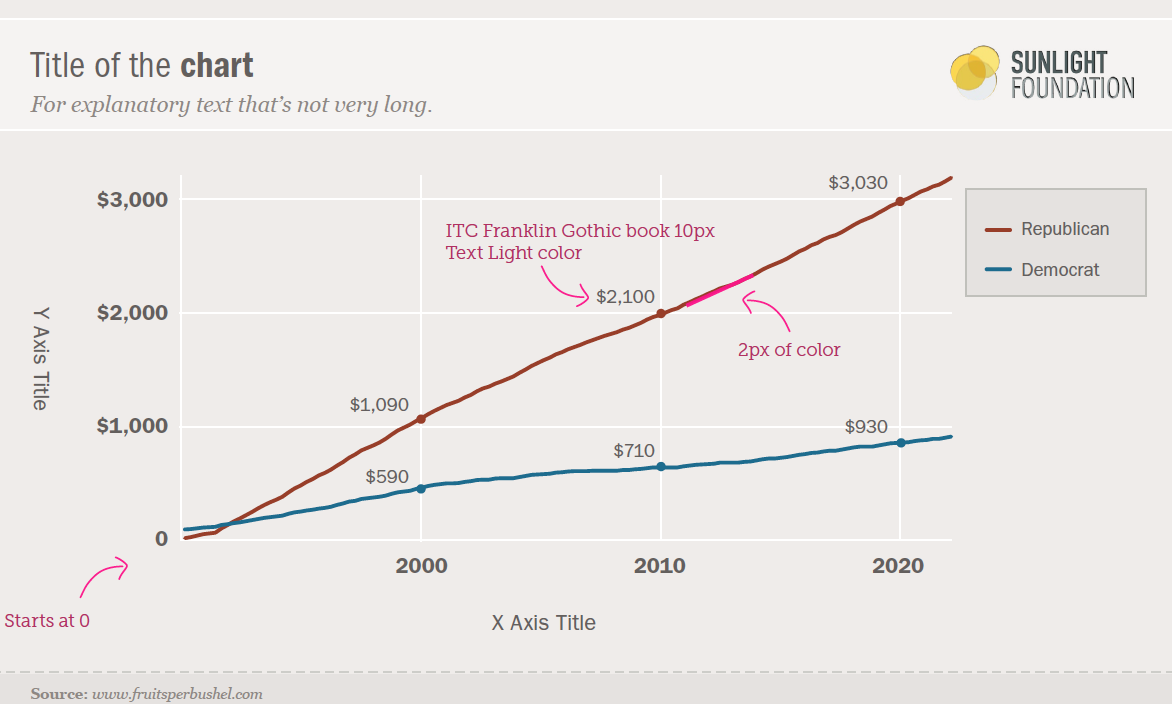 Title of the chart
For explanatory text that's not very long.
SUNLIGHT
FOUNDATION
$3,000
$2,000
$1,000
0
Y Axis Title
ITC Franklin Gothic book 10px
Text Light color
$3,030
$2,100
2px of color
$1,090
$590
$710
$930
Republican
Democrat
2000
2010
2020
Starts at 0
X Axis Title
Source: www.fruitsperbushel.com